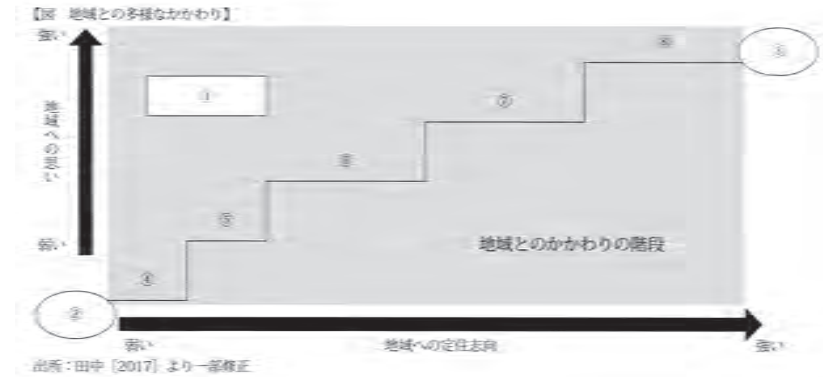 【図　地域との多様なかかわり】
強い
①
③
⑦
地域への思い
⑤
弱い
地域とのかかわりの階段
④
②
弱い
地域への定住志向
強い
出所：田中［2017］より一部修正